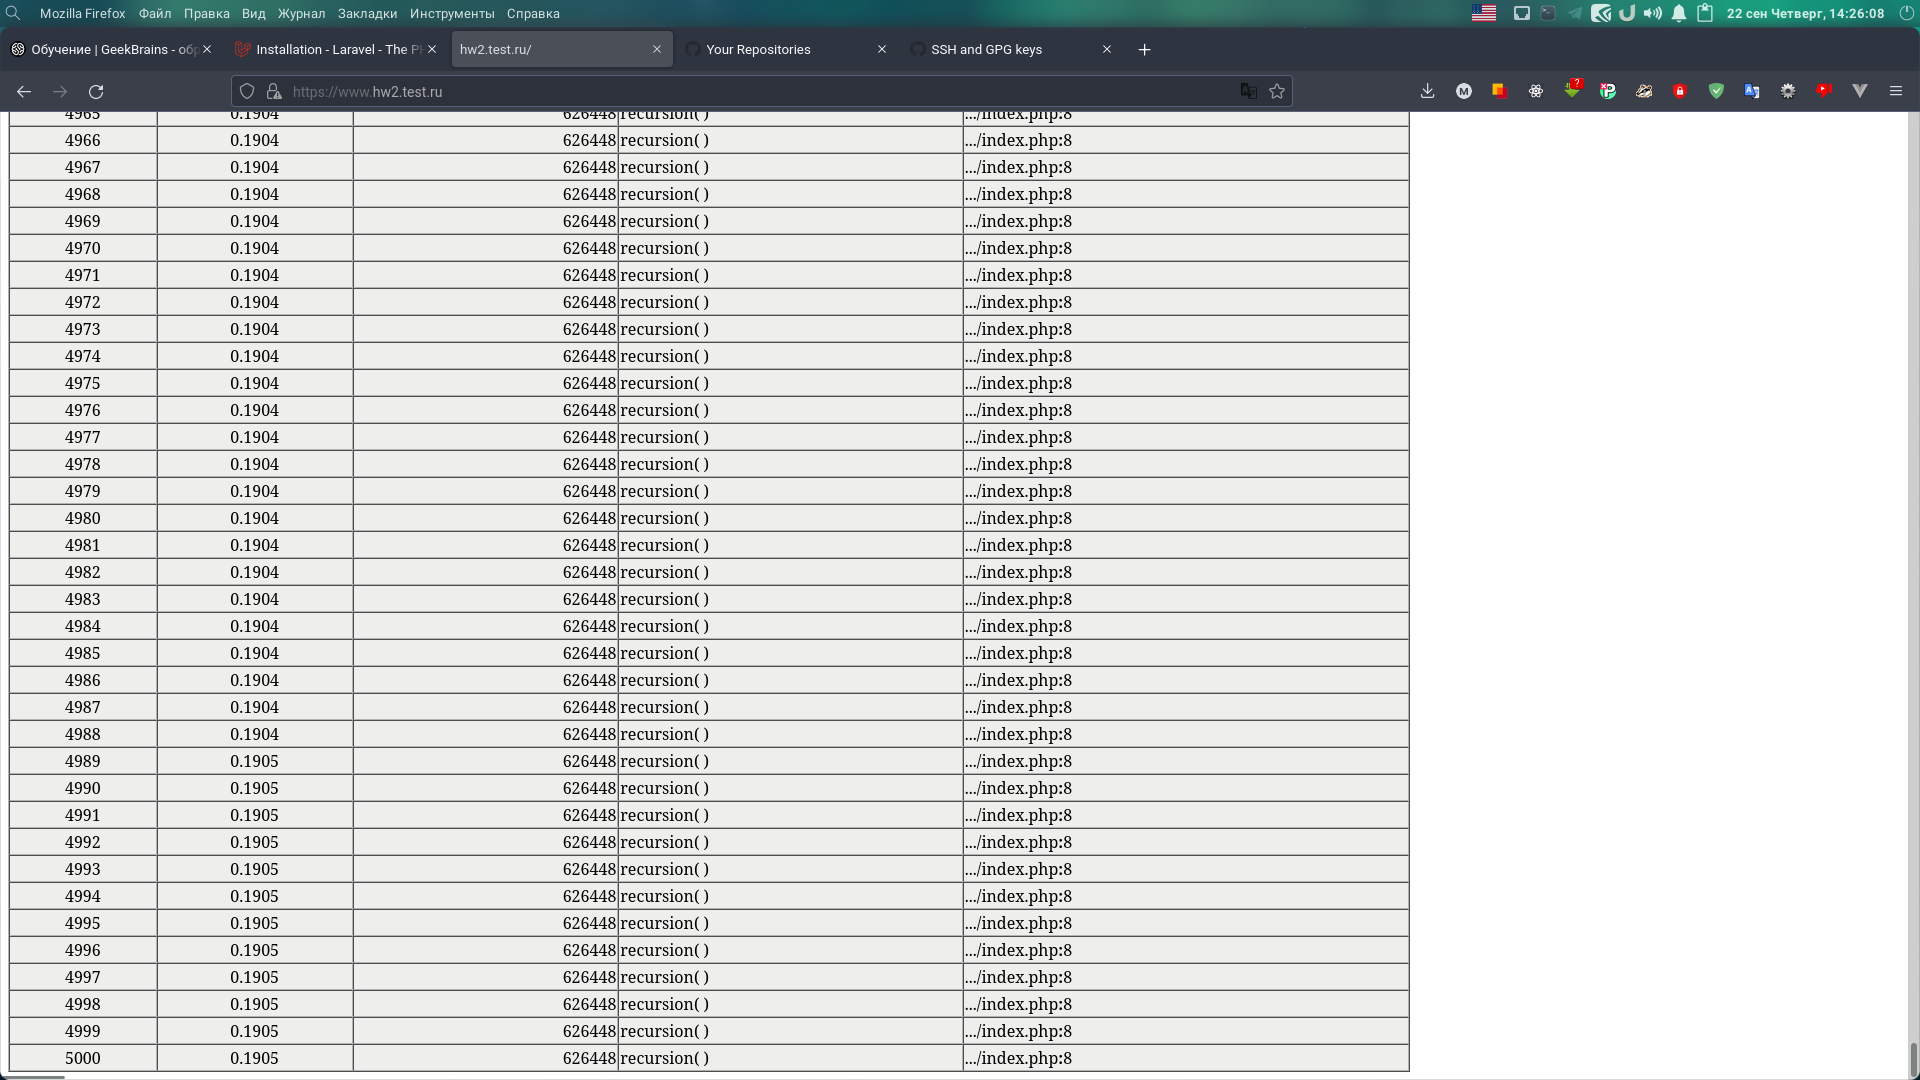 Mozilla Firefox Файл Правка Вид Журнал Закладки Инструменты Справка 22 сен Четверг, 14:26:08
Обучение | GeekBrains - обр Installation - Laravel - The PH hw2.test.ru/ Your Repositories SSH and GPG keys
https://www.hw2.test.ru
4965 0.1904 626448 recursion( ) .../index.php:8
4966 0.1904 626448 recursion( ) .../index.php:8
4967 0.1904 626448 recursion( ) .../index.php:8
4968 0.1904 626448 recursion( ) .../index.php:8
4969 0.1904 626448 recursion( ) .../index.php:8
4970 0.1904 626448 recursion( ) .../index.php:8
4971 0.1904 626448 recursion( ) .../index.php:8
4972 0.1904 626448 recursion( ) .../index.php:8
4973 0.1904 626448 recursion( ) .../index.php:8
4974 0.1904 626448 recursion( ) .../index.php:8
4975 0.1904 626448 recursion( ) .../index.php:8
4976 0.1904 626448 recursion( ) .../index.php:8
4977 0.1904 626448 recursion( ) .../index.php:8
4978 0.1904 626448 recursion( ) .../index.php:8
4979 0.1904 626448 recursion( ) .../index.php:8
4980 0.1904 626448 recursion( ) .../index.php:8
4981 0.1904 626448 recursion( ) .../index.php:8
4982 0.1904 626448 recursion( ) .../index.php:8
4983 0.1904 626448 recursion( ) .../index.php:8
4984 0.1904 626448 recursion( ) .../index.php:8
4985 0.1904 626448 recursion( ) .../index.php:8
4986 0.1904 626448 recursion( ) .../index.php:8
4987 0.1904 626448 recursion( ) .../index.php:8
4988 0.1904 626448 recursion( ) .../index.php:8
4989 0.1905 626448 recursion( ) .../index.php:8
4990 0.1905 626448 recursion( ) .../index.php:8
4991 0.1905 626448 recursion( ) .../index.php:8
4992 0.1905 626448 recursion( ) .../index.php:8
4993 0.1905 626448 recursion( ) .../index.php:8
4994 0.1905 626448 recursion( ) .../index.php:8
4995 0.1905 626448 recursion( ) .../index.php:8
4996 0.1905 626448 recursion( ) .../index.php:8
4997 0.1905 626448 recursion( ) .../index.php:8
4998 0.1905 626448 recursion( ) .../index.php:8
4999 0.1905 626448 recursion( ) .../index.php:8
5000 0.1905 626448 recursion( ) .../index.php:8